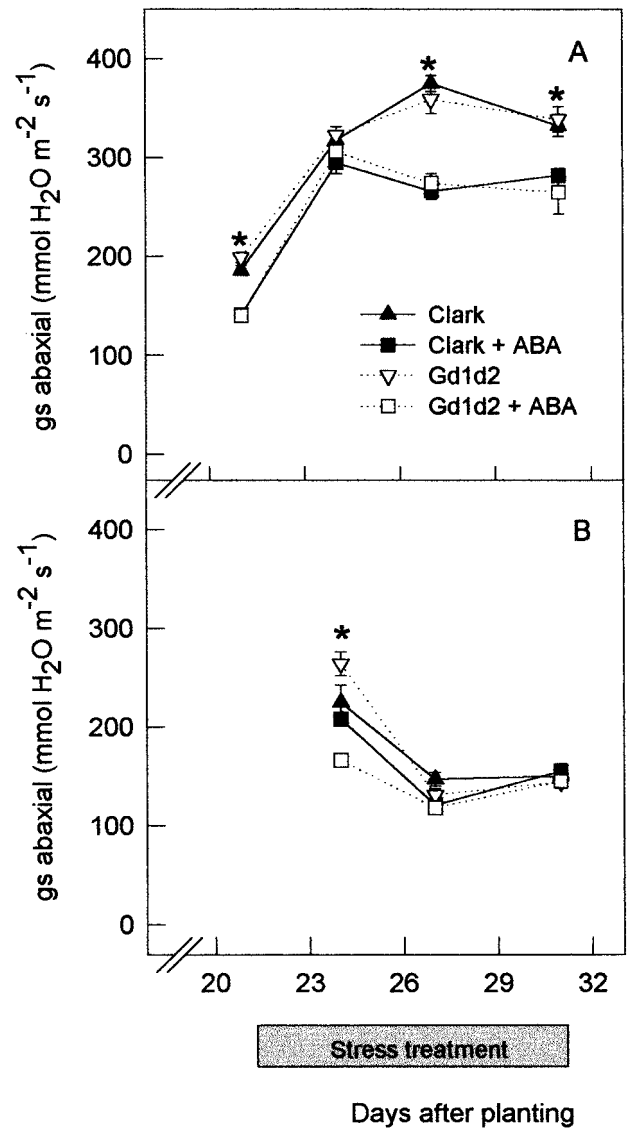 A
gs abaxial (mmol H2O m-2 s-1)
400
*
*
300
200
*
100
0
Clark
Clark + ABA
Gd1d2
Gd1d2 + ABA
B
gs abaxial (mmol H2O m-2 s-1)
400
300
*
200
100
0
20 23 26 29 32
Stress treatment
Days after planting